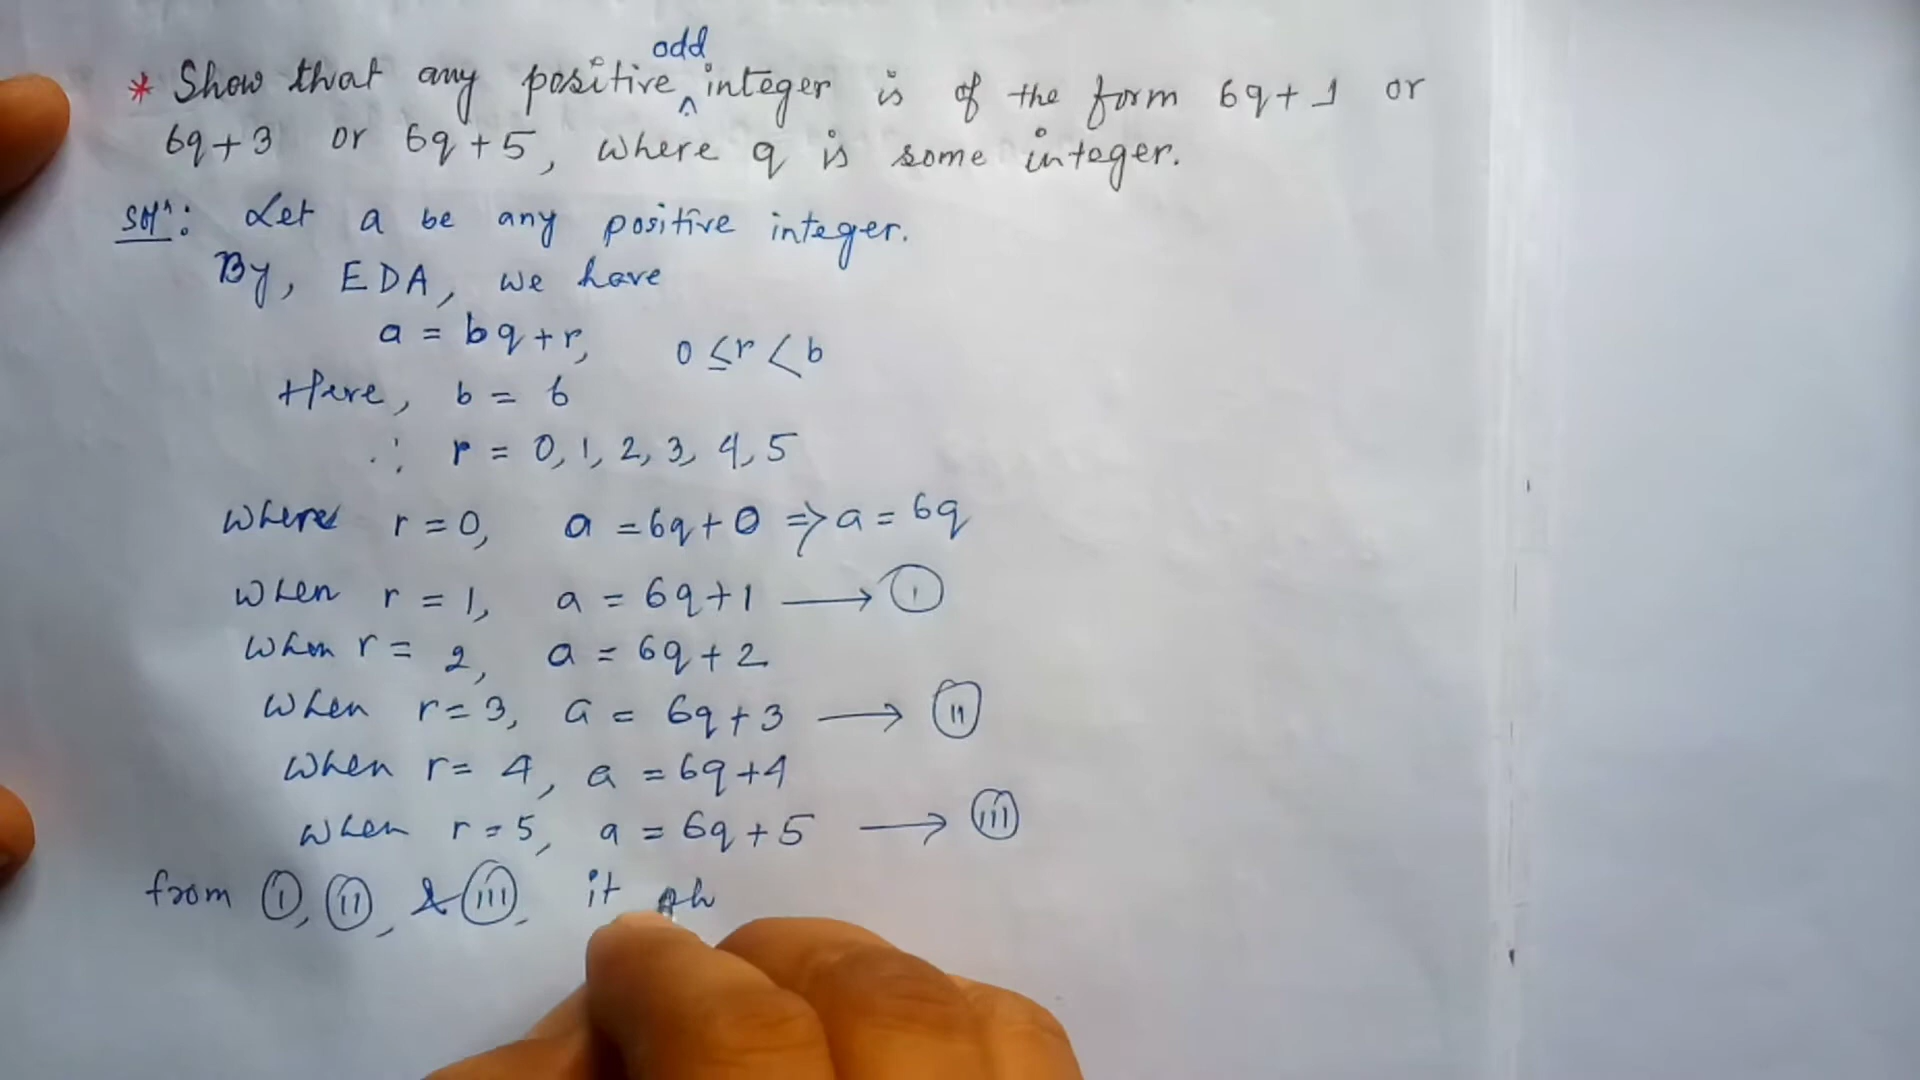 * Show that any positive odd integer is of the form 6q+1 or
6q+3 or 6q+5, where q is some integer.
Solⁿ: Let a be any positive integer.
By, EDA, we have
a = bq+r, 0 ≤ r < b
Here, b = 6
∴ r = 0, 1, 2, 3, 4, 5
where r = 0, a = 6q+0 ⇒ a = 6q
when r = 1, a = 6q+1 → (i)
when r = 2, a = 6q+2
when r = 3, a = 6q+3 → (ii)
when r = 4, a = 6q+4
when r = 5, a = 6q+5 → (iii)
from (i), (ii), & (iii), it